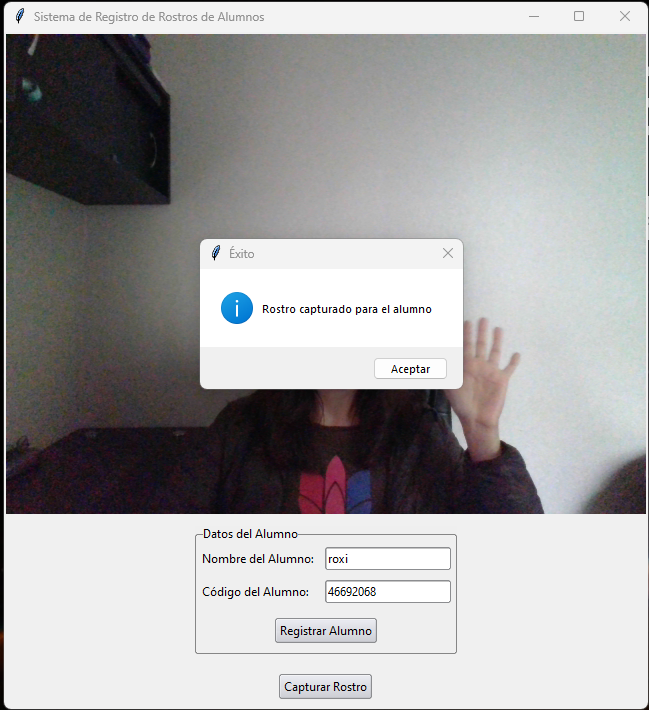 Sistema de Registro de Rostros de Alumnos
Éxito
Rostro capturado para el alumno
Aceptar
Datos del Alumno
Nombre del Alumno: roxi
Código del Alumno: 46692068
Registrar Alumno
Capturar Rostro